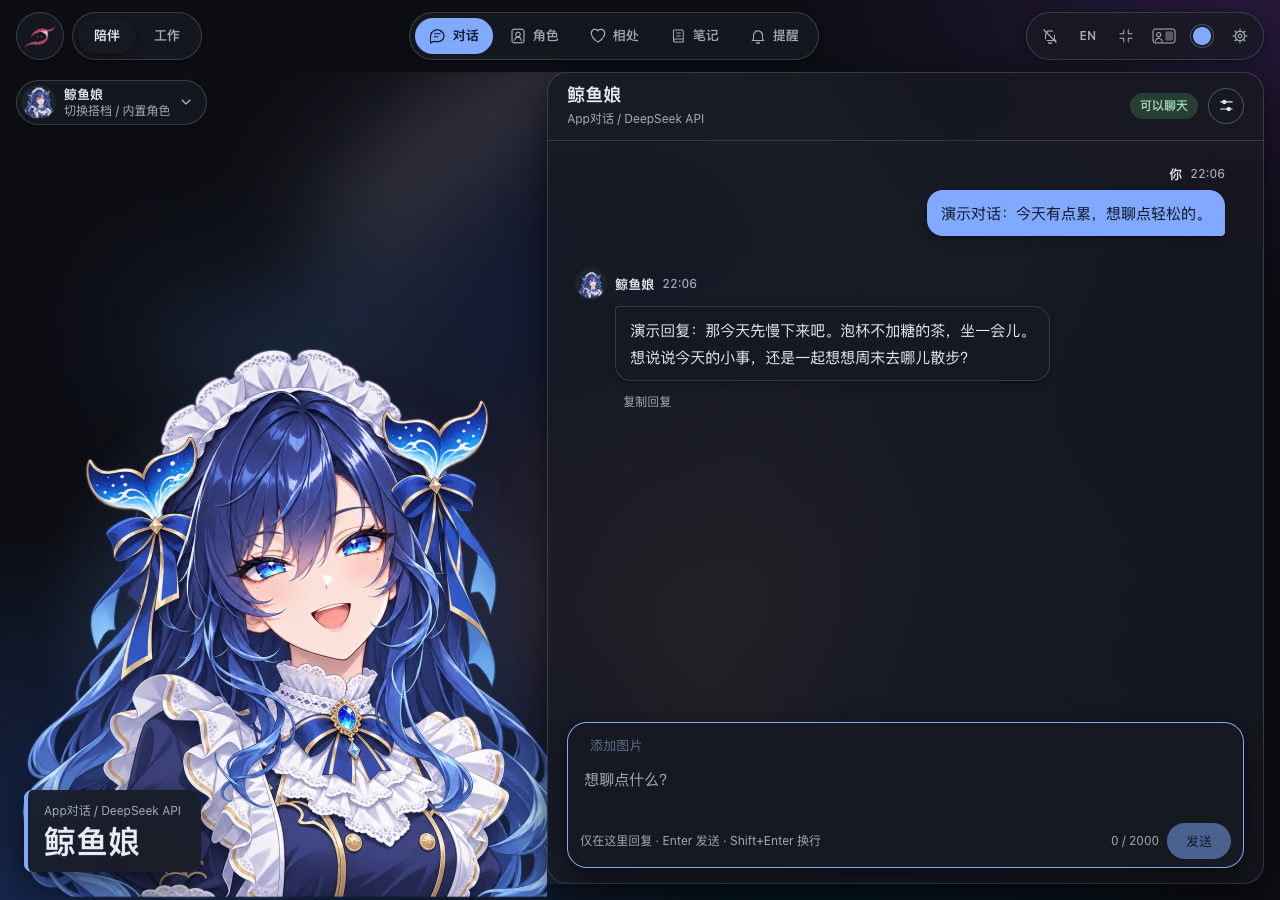 陪伴
工作
对话
角色
相处
笔记
提醒
EN
鲸鱼娘
切换搭档 / 内置角色
鲸鱼娘
App对话 / DeepSeek API
可以聊天
你 22:06
演示对话：今天有点累，想聊点轻松的。
鲸鱼娘 22:06
演示回复：那今天先慢下来吧。泡杯不加糖的茶，坐一会儿。
想说说今天的小事，还是一起想想周末去哪儿散步？
复制回复
添加图片
想聊点什么？
仅在这里回复 · Enter 发送 · Shift+Enter 换行
0 / 2000
发送
App对话 / DeepSeek API
鲸鱼娘